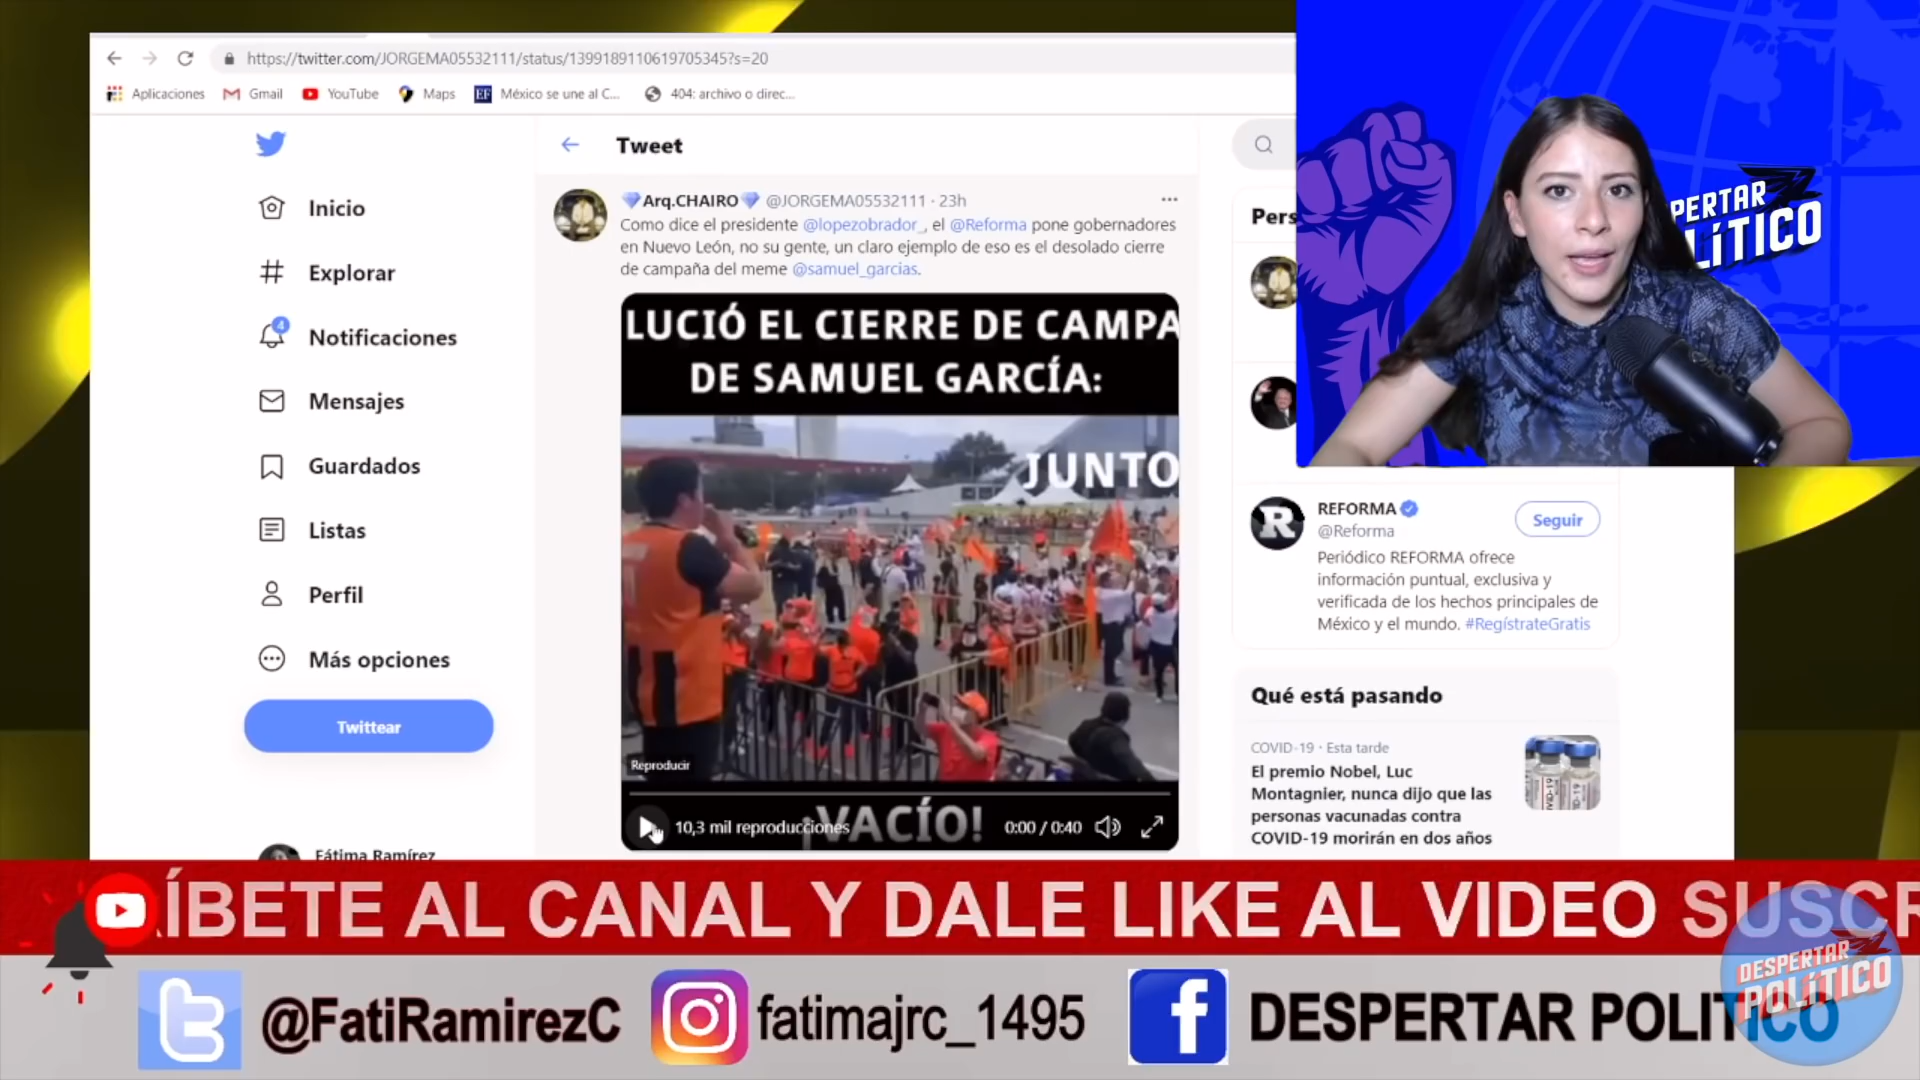 https://twitter.com/JORGEMA05532111/status/1399189110619705345?s=20
Aplicaciones
Gmail
YouTube
Maps
EF
México se une al C...
404: archivo o direc...
Tweet
Inicio
Explorar
4
Notificaciones
Mensajes
Guardados
Listas
Perfil
Más opciones
Twittear
Fátima Ramírez
💎Arq.CHAIRO💎 @JORGEMA05532111 · 23h
Como dice el presidente @lopezobrador_, el @Reforma pone gobernadores
en Nuevo León, no su gente, un claro ejemplo de eso es el desolado cierre
de campaña del meme @samuel_garcias.
LUCIÓ EL CIERRE DE CAMPA
DE SAMUEL GARCÍA:
JUNTO
Reproducir
¡VACÍO!
10,3 mil reproducciones
0:00 / 0:40
Pers
PERTAR
LÍTICO
R
REFORMA
@Reforma
Seguir
Periódico REFORMA ofrece
información puntual, exclusiva y
verificada de los hechos principales de
México y el mundo. #RegístrateGratis
Qué está pasando
COVID-19 · Esta tarde
El premio Nobel, Luc
Montagnier, nunca dijo que las
personas vacunadas contra
COVID-19 morirán en dos años
ÍBETE AL CANAL Y DALE LIKE AL VIDEO SUSCR
@FatiRamirezC
fatimajrc_1495
DESPERTAR POLITICO
DESPERTAR
POLÍTICO